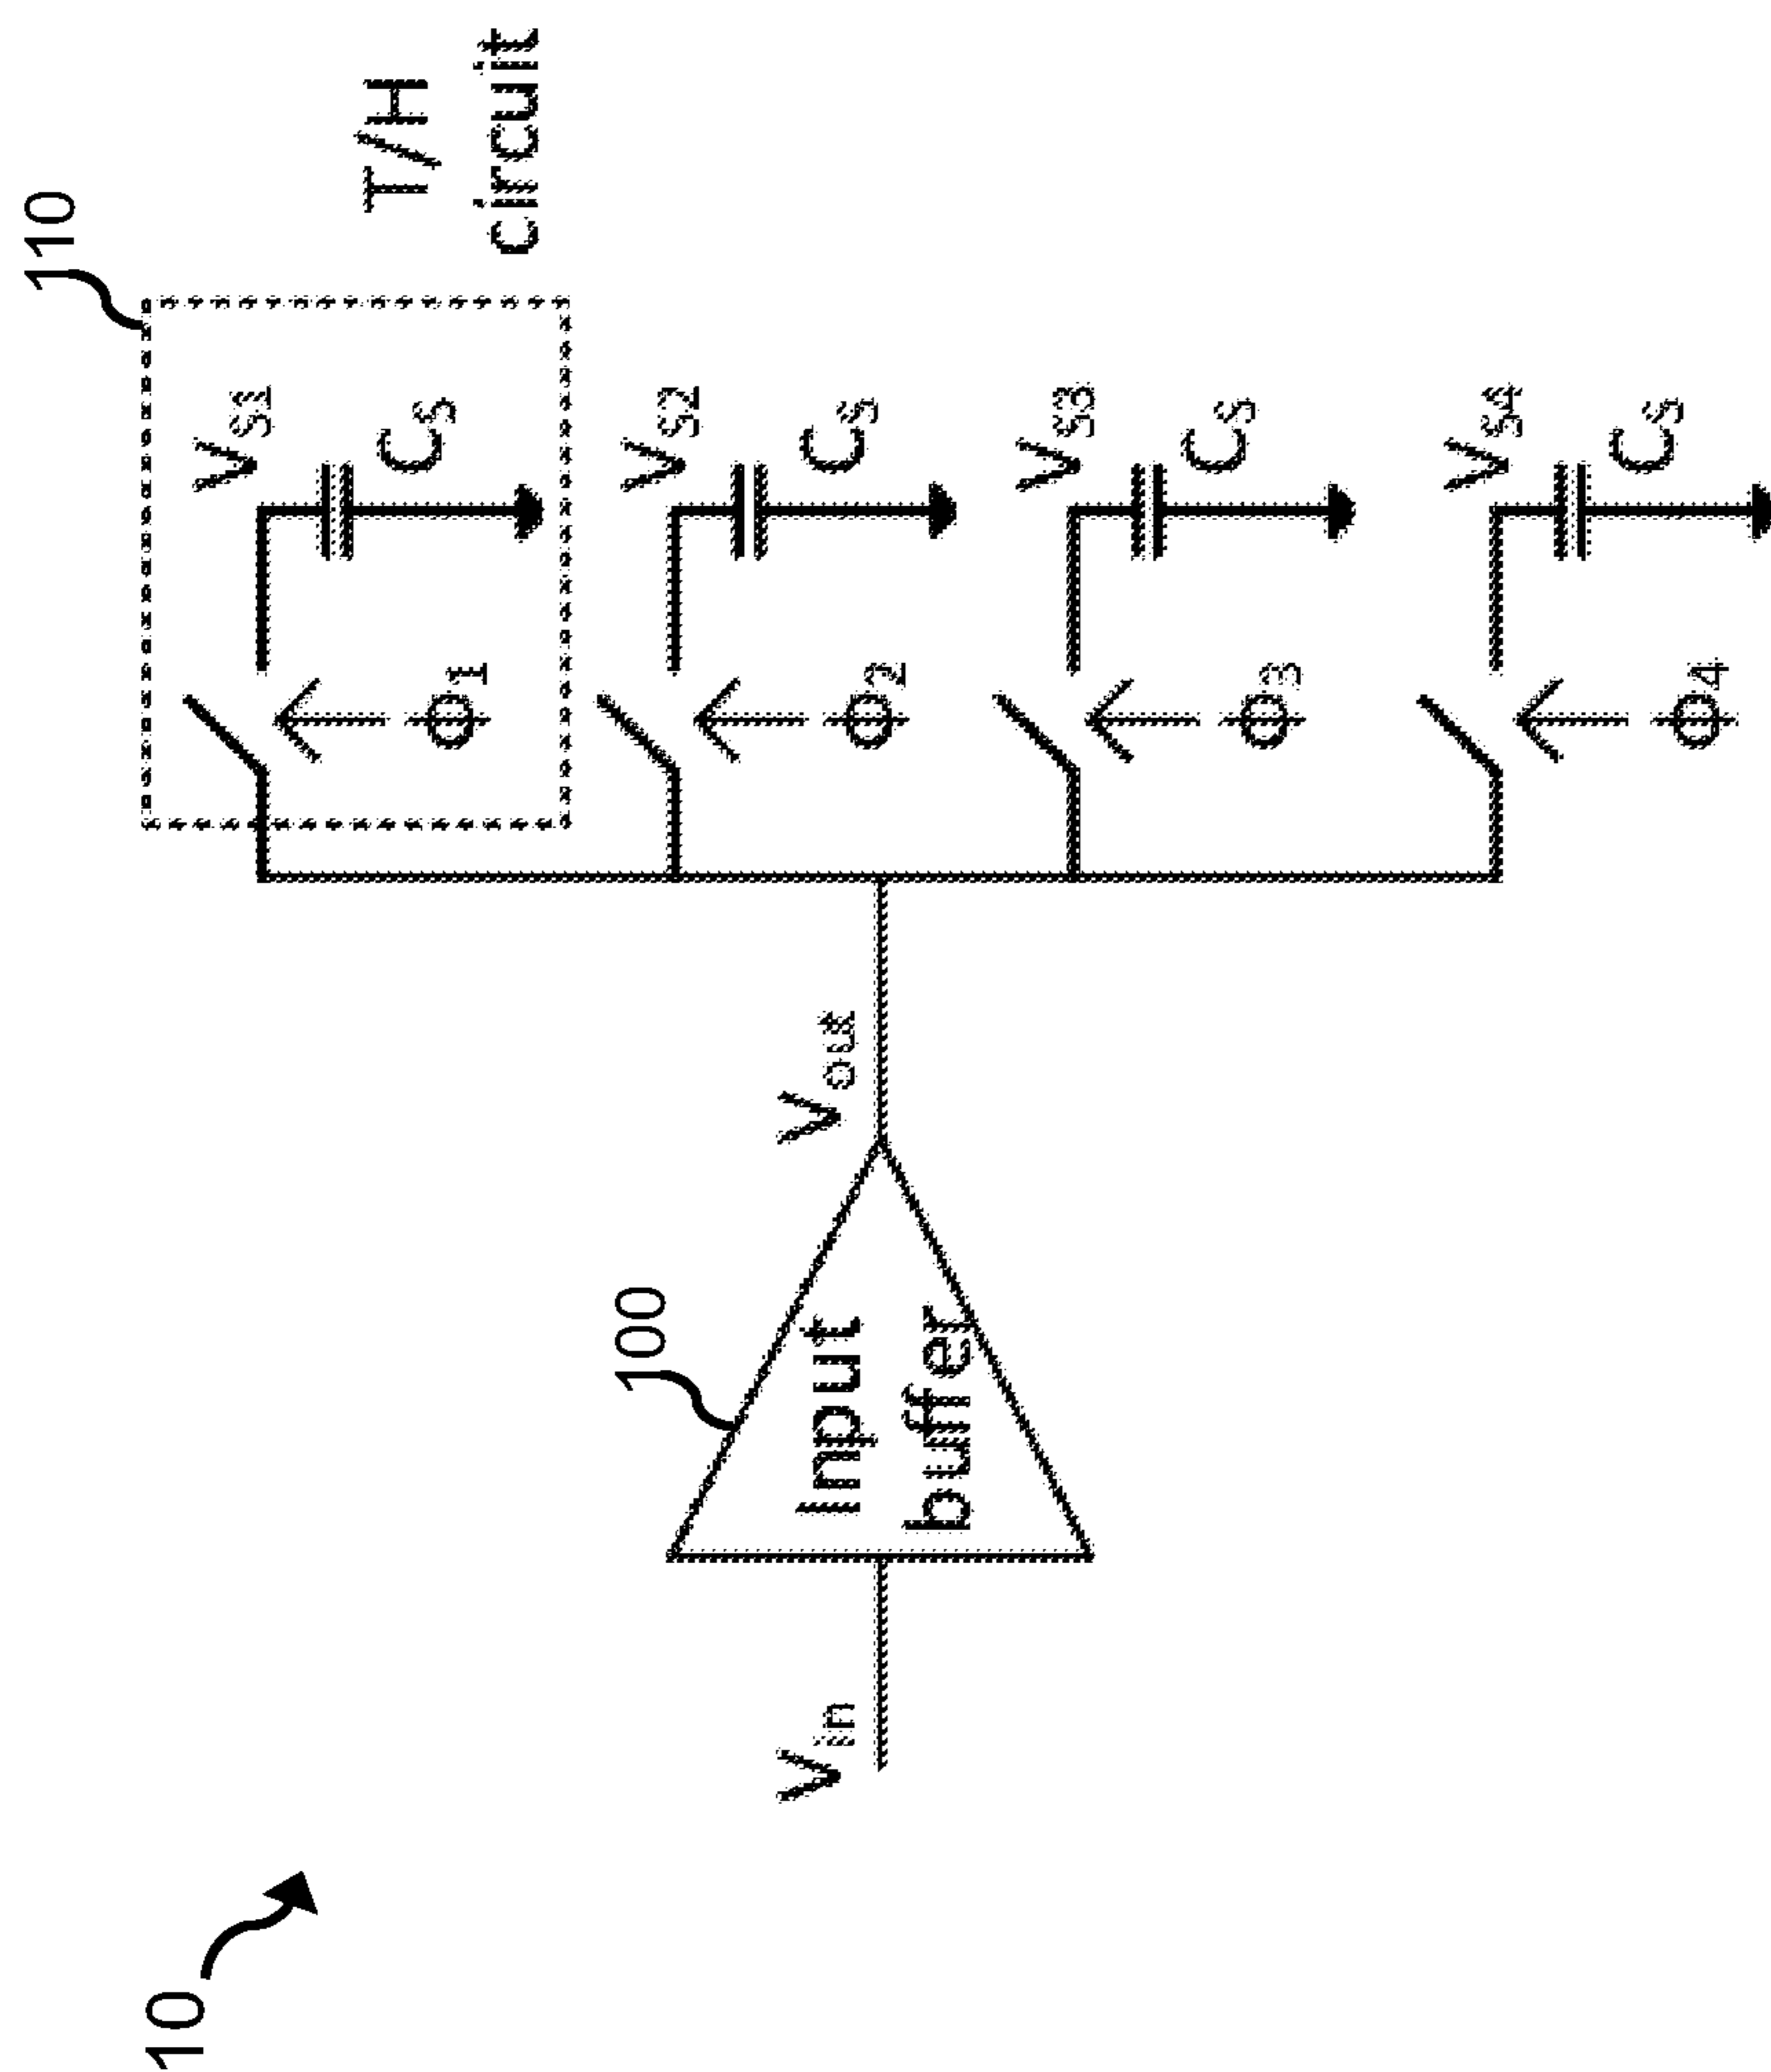 10
110
T/H
circuit
100
Input
buffer
Vin
Vout
VS1
CS
Φ1
VS2
CS
Φ2
VS3
CS
Φ3
VS4
CS
Φ4